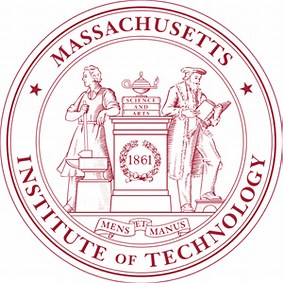 MASSACHUSETTS
INSTITUTE OF TECHNOLOGY
SCIENCE
AND
ARTS
1861
MENS ET MANUS